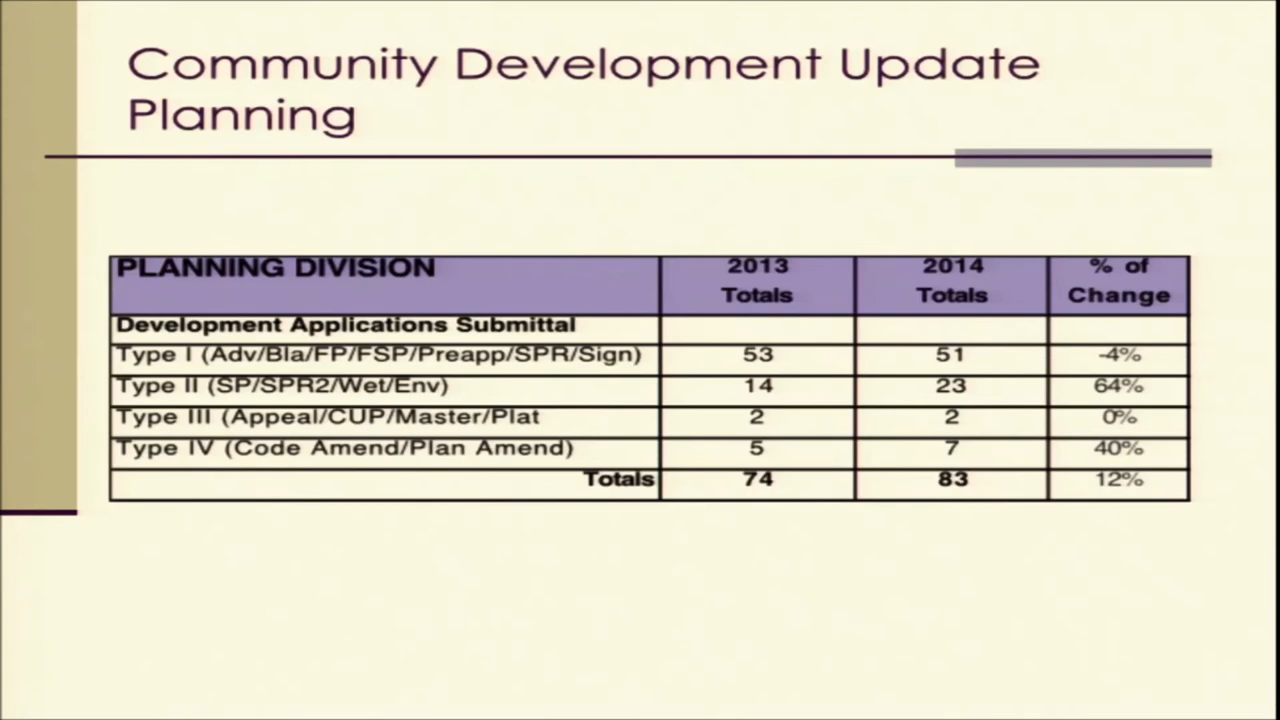 Community Development Update
Planning
PLANNING DIVISION 2013 Totals 2014 Totals % of Change
Development Applications Submittal
Type I (Adv/Bla/FP/FSP/Preapp/SPR/Sign) 53 51 -4%
Type II (SP/SPR2/Wet/Env) 14 23 64%
Type III (Appeal/CUP/Master/Plat 2 2 0%
Type IV (Code Amend/Plan Amend) 5 7 40%
Totals 74 83 12%